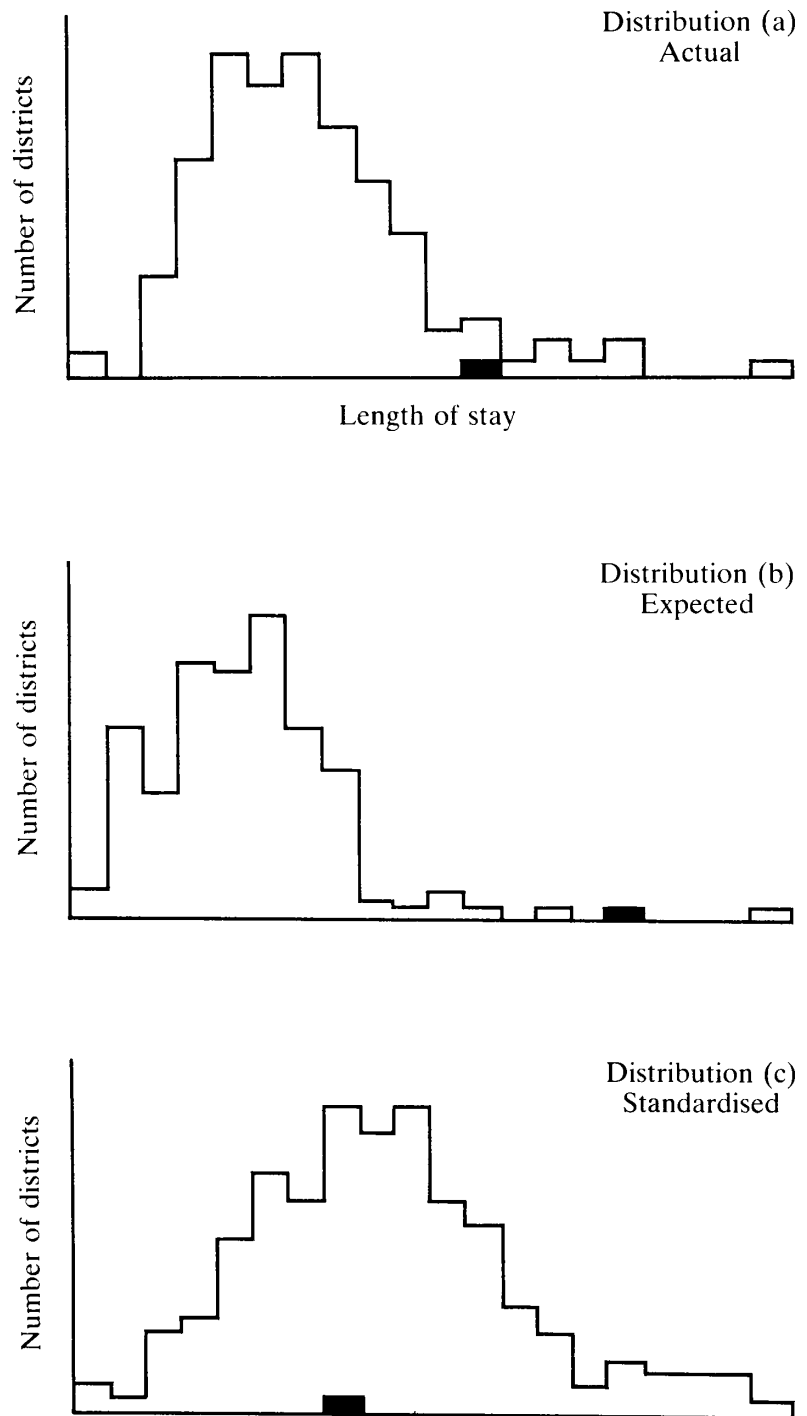 Distribution (a)
Actual
Number of districts
Length of stay
Distribution (b)
Expected
Number of districts
Distribution (c)
Standardised
Number of districts